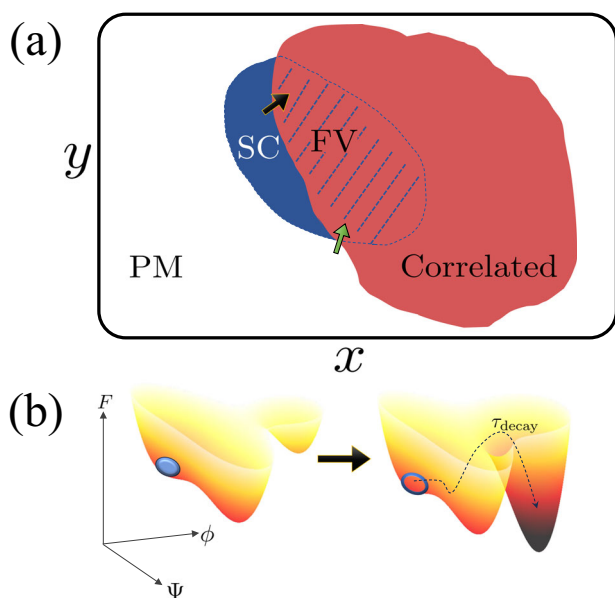 (a)
SC
FV
y
PM
Correlated
x
(b)
F
ϕ
Ψ
τ_decay